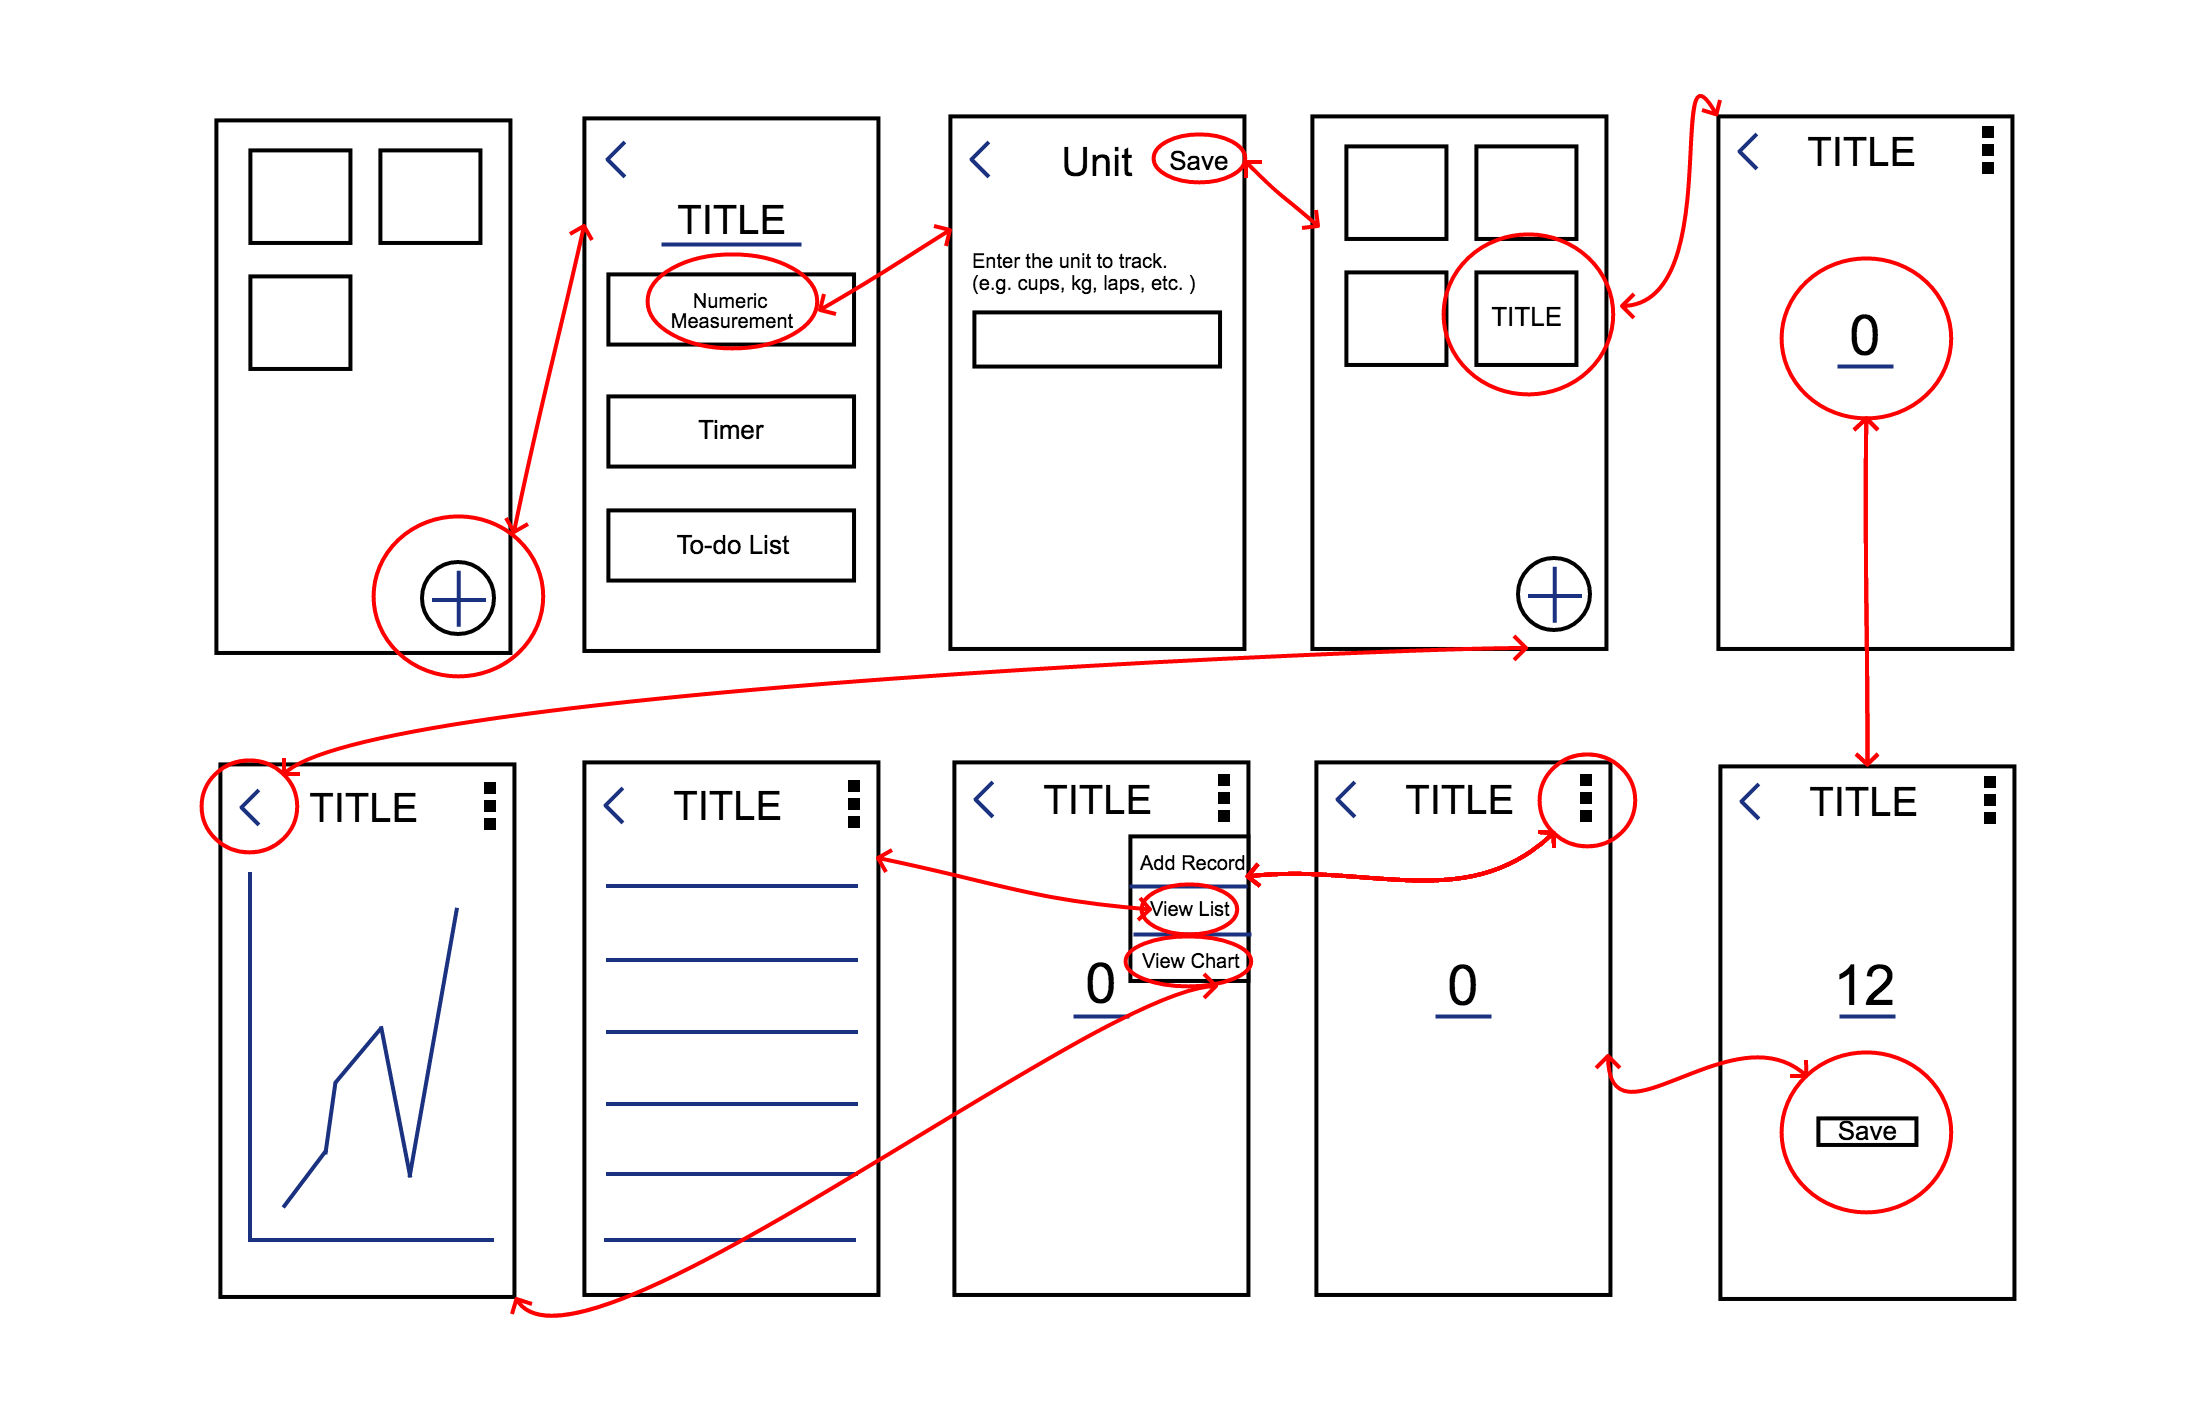 TITLE
Numeric
Measurement
Timer
To-do List
Unit
Save
Enter the unit to track.
(e.g. cups, kg, laps, etc. )
TITLE
TITLE
0
TITLE
TITLE
TITLE
Add Record
View List
View Chart
0
TITLE
0
TITLE
12
Save